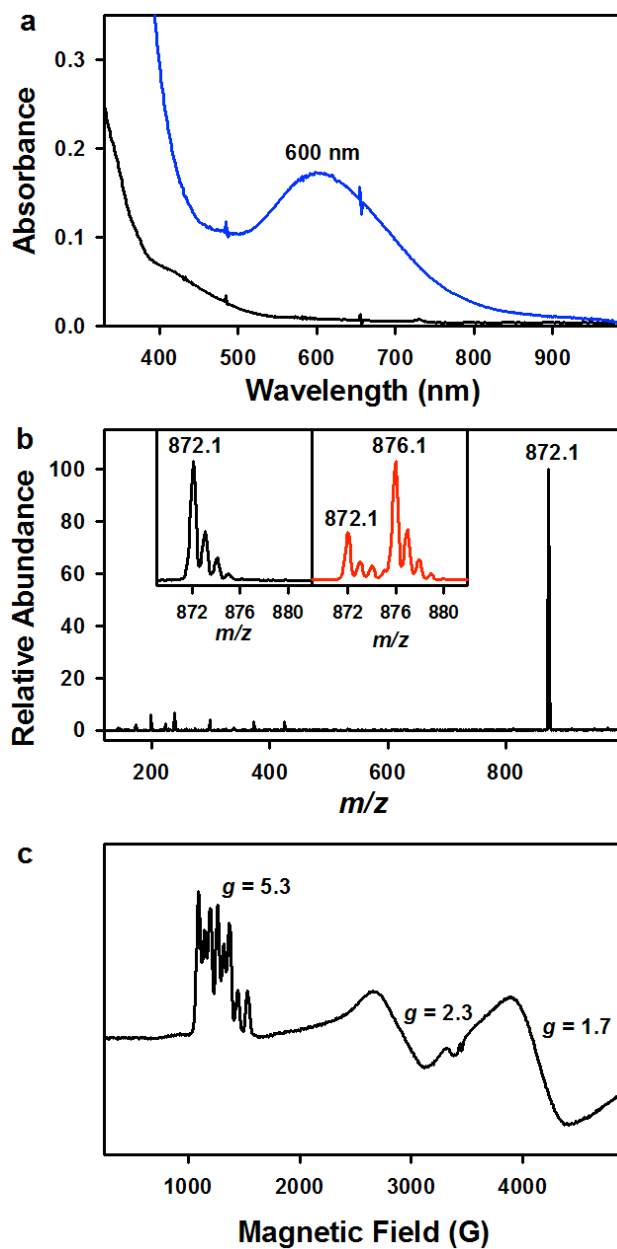 a
0.3
0.2
0.1
0.0
Absorbance
600 nm
400 500 600 700 800 900
Wavelength (nm)
b
100
80
60
40
20
0
Relative Abundance
872.1
872.1
876.1
872.1
872 876 880
m/z
872 876 880
m/z
200 400 600 800
m/z
c
g = 5.3
g = 2.3
g = 1.7
1000 2000 3000 4000
Magnetic Field (G)